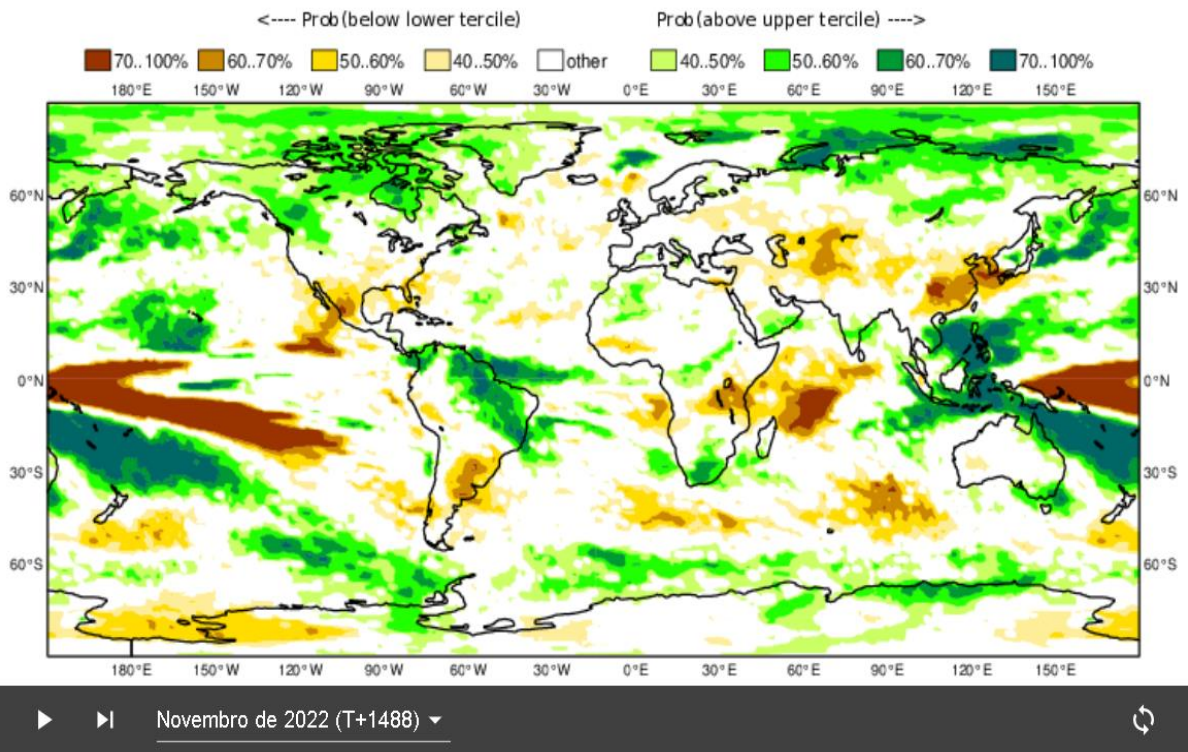 <---- Prob(below lower tercile) Prob(above upper tercile) ---->
70..100% 60..70% 50..60% 40..50% other 40..50% 50..60% 60..70% 70..100%
180°E 150°W 120°W 90°W 60°W 30°W 0°E 30°E 60°E 90°E 120°E 150°E
60°N 60°N
30°N 30°N
0°N 0°N
30°S 30°S
60°S 60°S
180°E 150°W 120°W 90°W 60°W 30°W 0°E 30°E 60°E 90°E 120°E 150°E
Novembro de 2022 (T+1488)